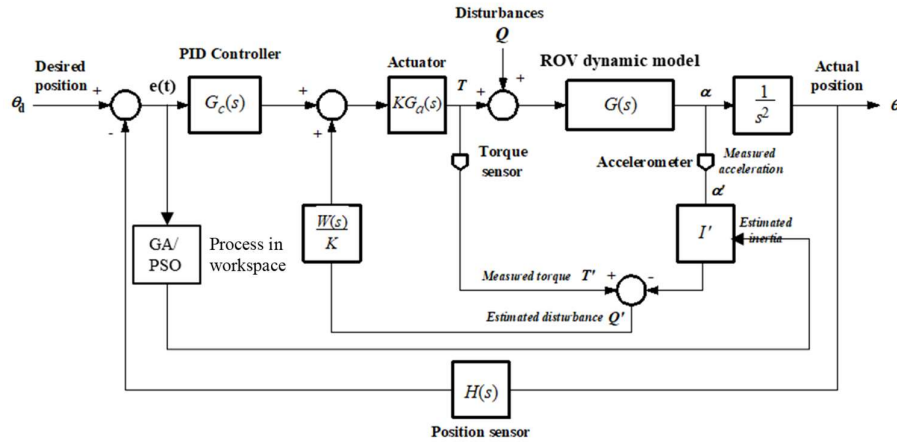 Disturbances
Q
PID Controller
Actuator
ROV dynamic model
Desired
position
Actual
position
θd
+
-
e(t)
Gc(s)
+
+
KGa(s)
T
+
+
G(s)
α
1
s²
θ
Torque
sensor
Accelerometer
Measured
acceleration
α'
GA/
PSO
Process in
workspace
W(s)
K
I'
Estimated
inertia
Measured torque T'
+
-
Estimated disturbance Q'
H(s)
Position sensor